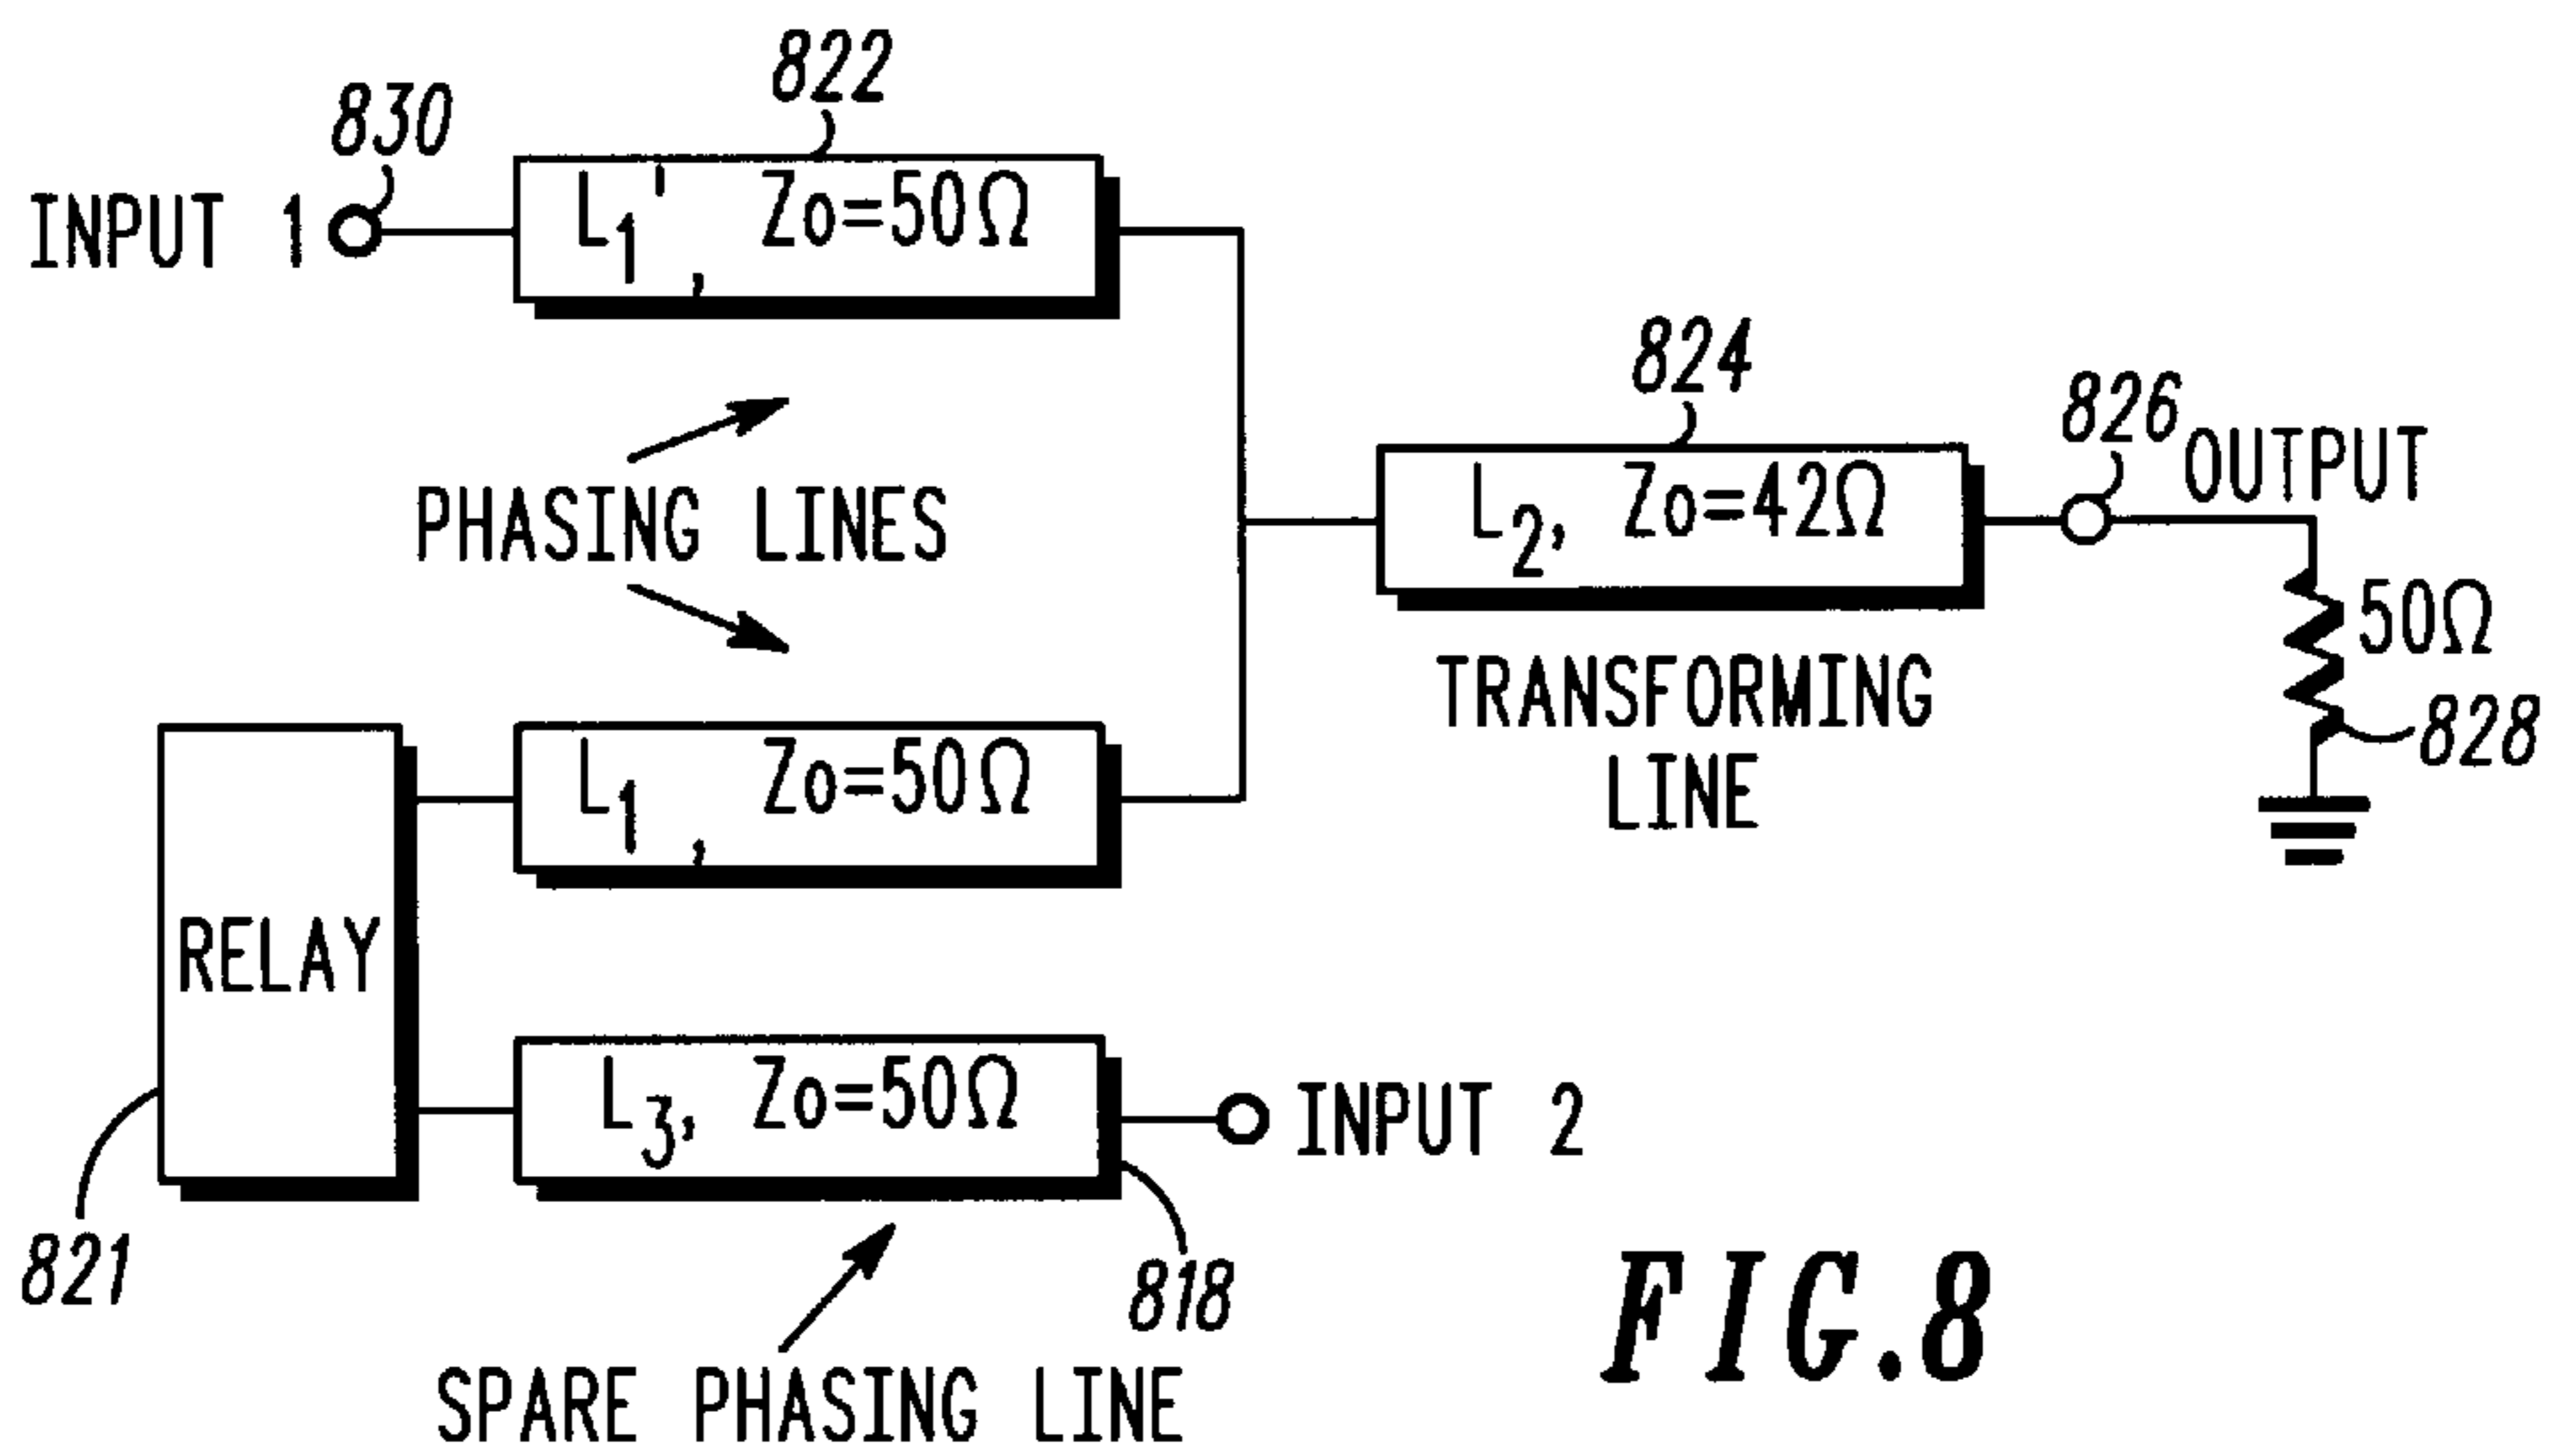 822
830
INPUT 1
L1', Zo=50Ω
824
826
OUTPUT
PHASING LINES
L2, Zo=42Ω
50Ω
TRANSFORMING
LINE
828
L1, Zo=50Ω
RELAY
L3, Zo=50Ω
INPUT 2
821
818
SPARE PHASING LINE
FIG.8